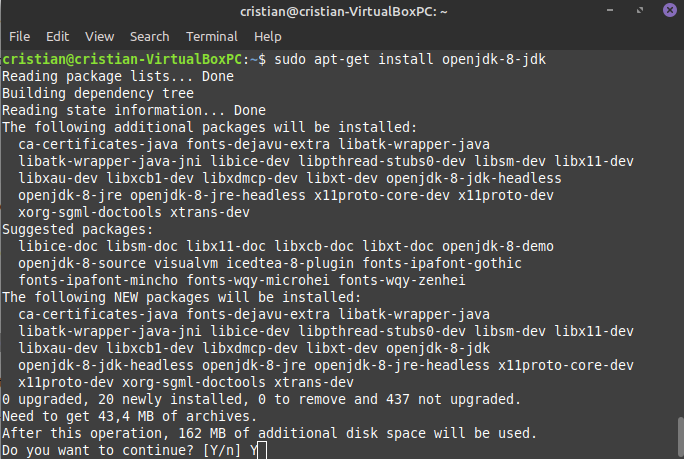 cristian@cristian-VirtualBoxPC: ~
File Edit View Search Terminal Help
cristian@cristian-VirtualBoxPC:~$ sudo apt-get install openjdk-8-jdk
Reading package lists... Done
Building dependency tree
Reading state information... Done
The following additional packages will be installed:
  ca-certificates-java fonts-dejavu-extra libatk-wrapper-java
  libatk-wrapper-java-jni libice-dev libpthread-stubs0-dev libsm-dev libx11-dev
  libxau-dev libxcb1-dev libxdmcp-dev libxt-dev openjdk-8-jdk-headless
  openjdk-8-jre openjdk-8-jre-headless x11proto-core-dev x11proto-dev
  xorg-sgml-doctools xtrans-dev
Suggested packages:
  libice-doc libsm-doc libx11-doc libxcb-doc libxt-doc openjdk-8-demo
  openjdk-8-source visualvm icedtea-8-plugin fonts-ipafont-gothic
  fonts-ipafont-mincho fonts-wqy-microhei fonts-wqy-zenhei
The following NEW packages will be installed:
  ca-certificates-java fonts-dejavu-extra libatk-wrapper-java
  libatk-wrapper-java-jni libice-dev libpthread-stubs0-dev libsm-dev libx11-dev
  libxau-dev libxcb1-dev libxdmcp-dev libxt-dev openjdk-8-jdk
  openjdk-8-jdk-headless openjdk-8-jre openjdk-8-jre-headless x11proto-core-dev
  x11proto-dev xorg-sgml-doctools xtrans-dev
0 upgraded, 20 newly installed, 0 to remove and 437 not upgraded.
Need to get 43,4 MB of archives.
After this operation, 162 MB of additional disk space will be used.
Do you want to continue? [Y/n] Y